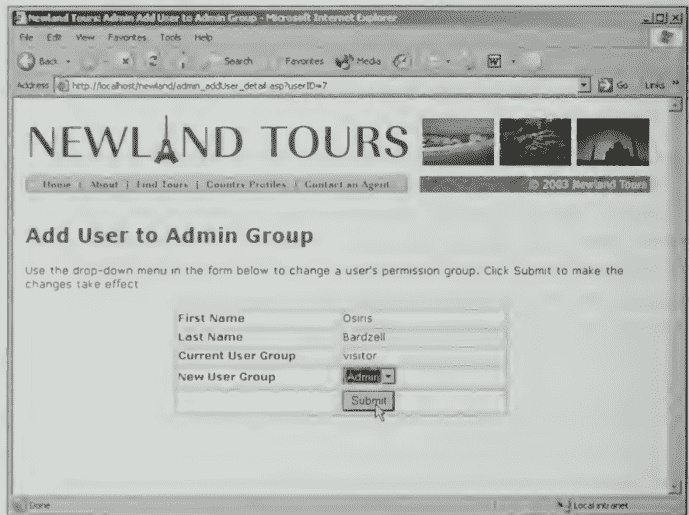 Newland Tours: Admin Add User to Admin Group - Microsoft Internet Explorer
File Edit View Favorites Tools Help
Back Search Favorites Media
Address http://localhost/newland/admin_addUser_detail.asp?userID=7 Go Links »
NEWLAND TOURS
Home | About | Find Tours | Country Profiles | Contact an Agent
© 2003 Newland Tours
Add User to Admin Group
Use the drop-down menu in the form below to change a user's permission group. Click Submit to make the
changes take effect
First Name Osiris
Last Name Bardzell
Current User Group visitor
New User Group Admin
Submit
Done Local intranet